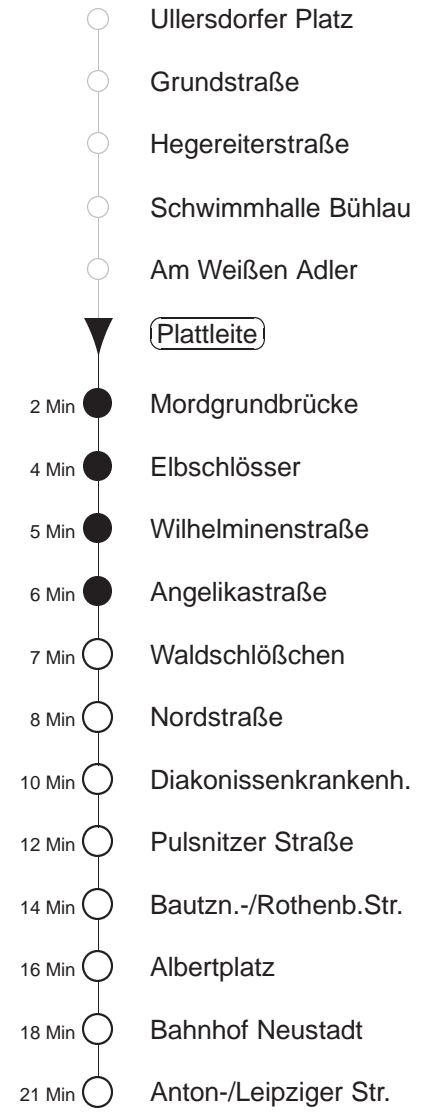 Ullersdorfer Platz
Grundstraße
Hegereiterstraße
Schwimmhalle Bühlau
Am Weißen Adler
Plattleite
2 Min Mordgrundbrücke
4 Min Elbschlösser
5 Min Wilhelminenstraße
6 Min Angelikastraße
7 Min Waldschlößchen
8 Min Nordstraße
10 Min Diakonissenkrankenh.
12 Min Pulsnitzer Straße
14 Min Bautzn.-/Rothenb.Str.
16 Min Albertplatz
18 Min Bahnhof Neustadt
21 Min Anton-/Leipziger Str.